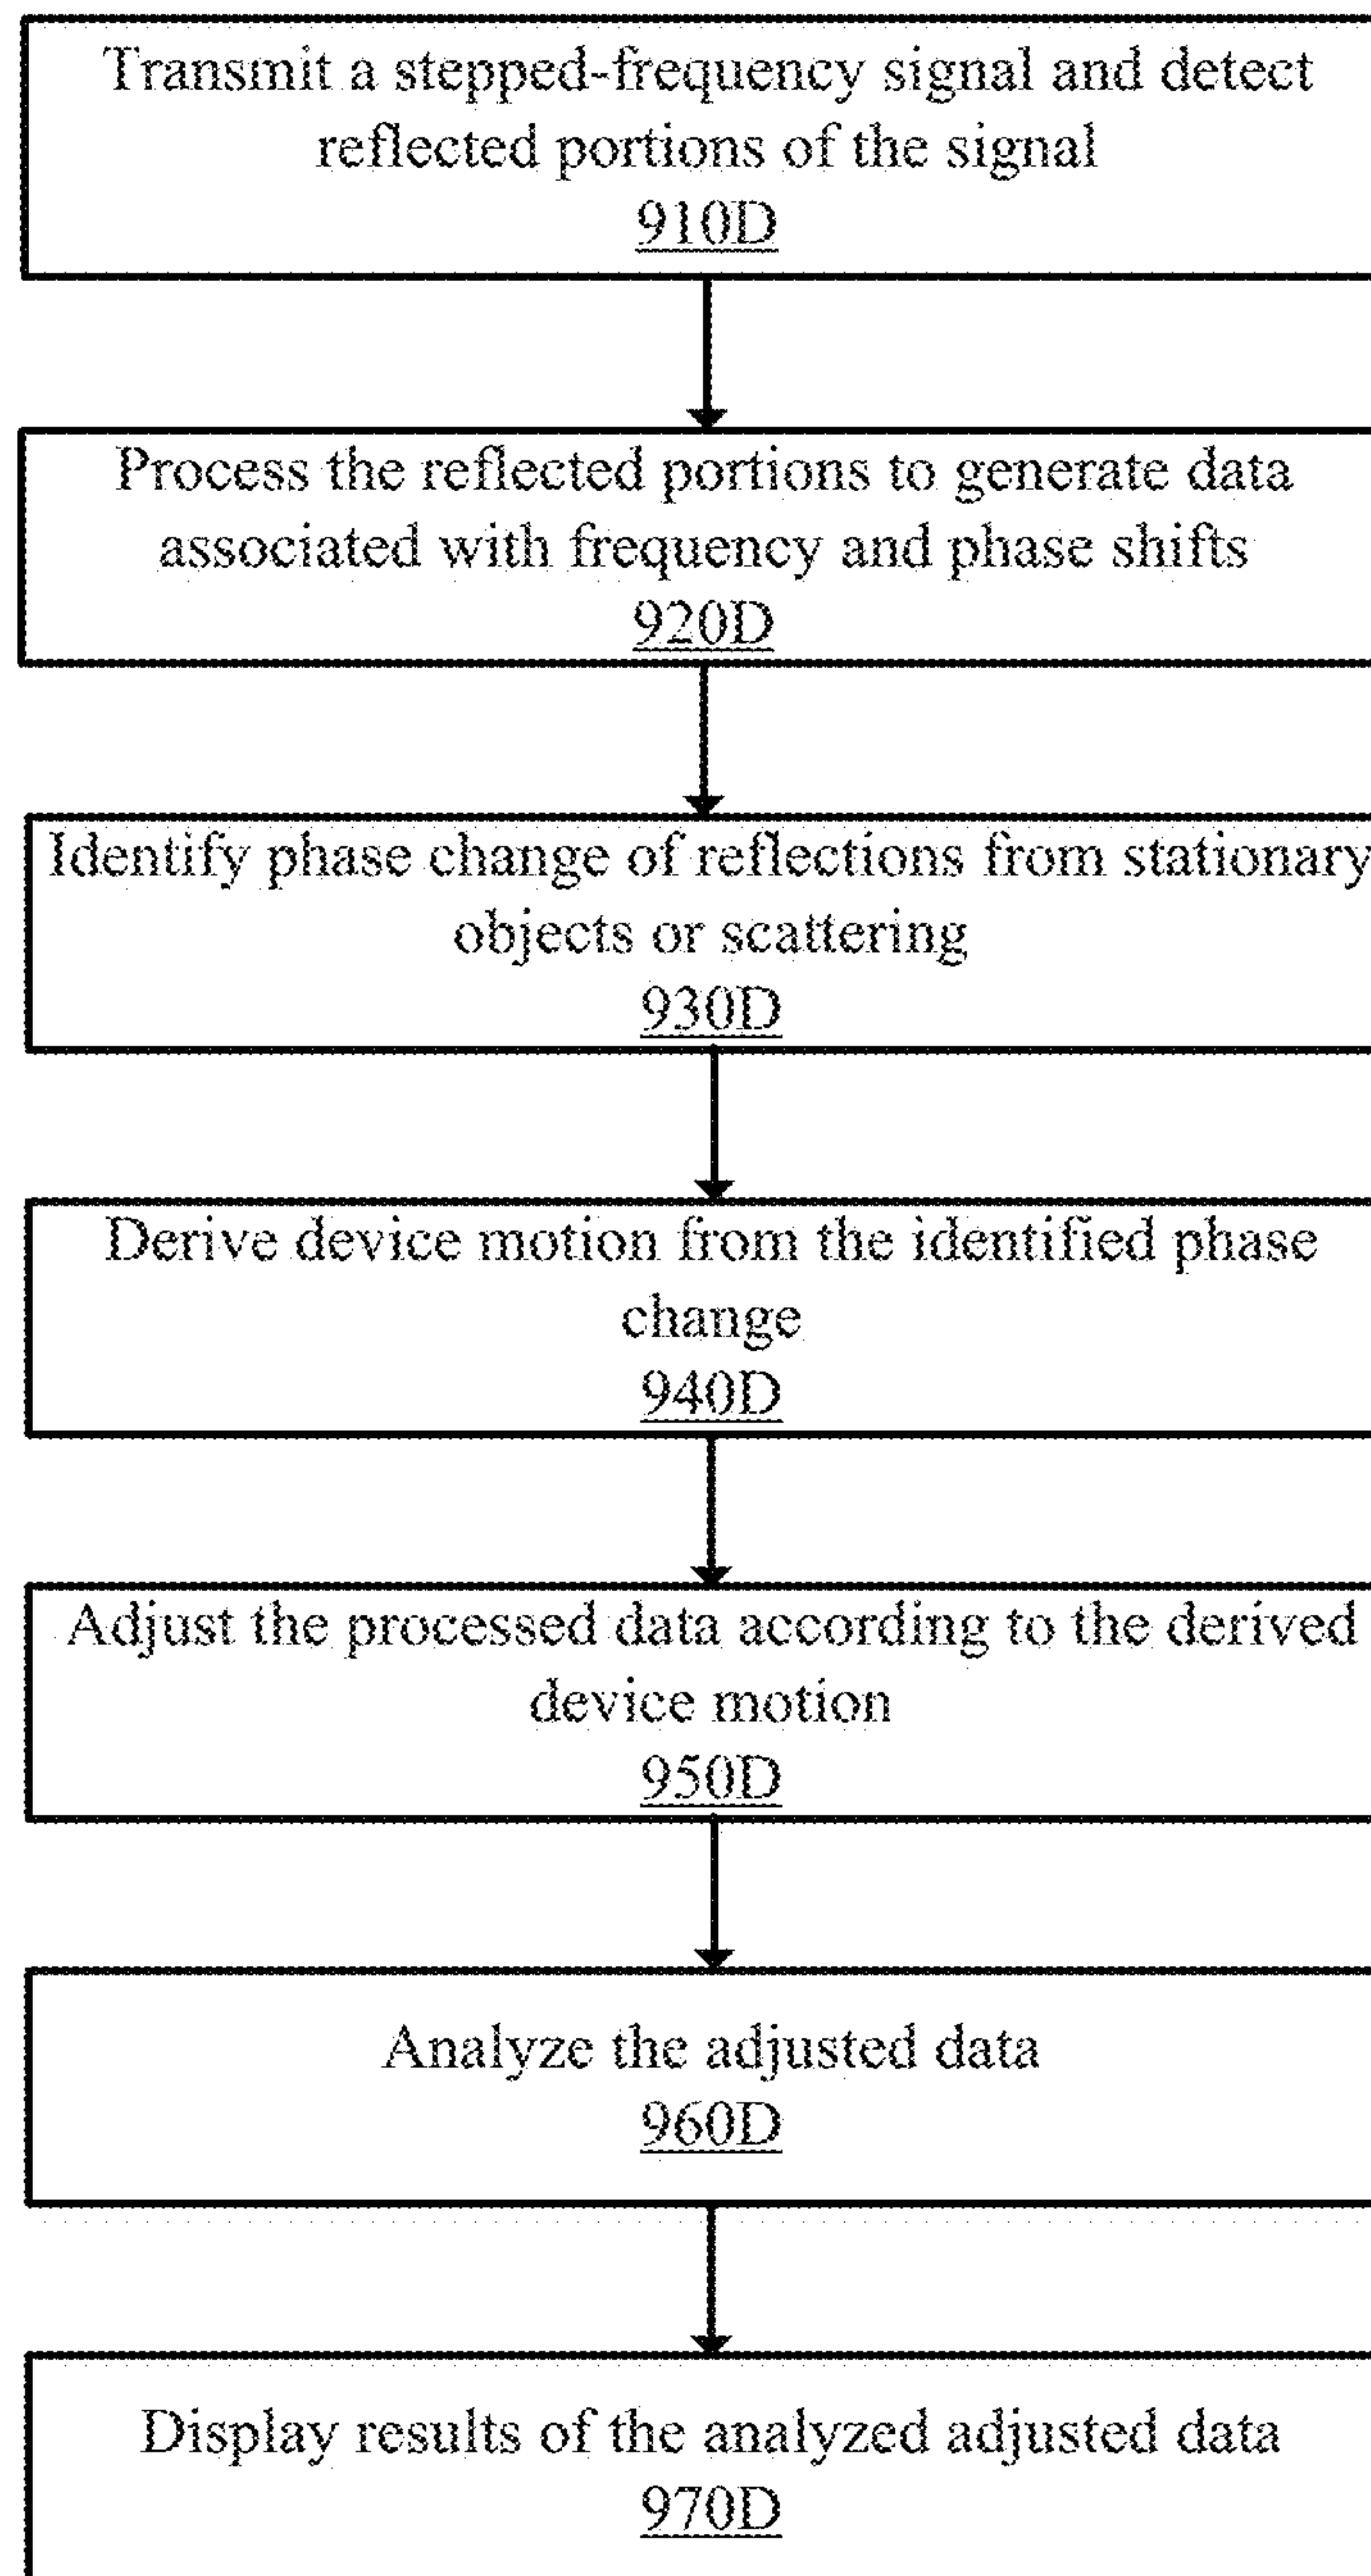 Transmit a stepped-frequency signal and detect
reflected portions of the signal
910D
Process the reflected portions to generate data
associated with frequency and phase shifts
920D
Identify phase change of reflections from stationary
objects or scattering
930D
Derive device motion from the identified phase
change
940D
Adjust the processed data according to the derived
device motion
950D
Analyze the adjusted data
960D
Display results of the analyzed adjusted data
970D